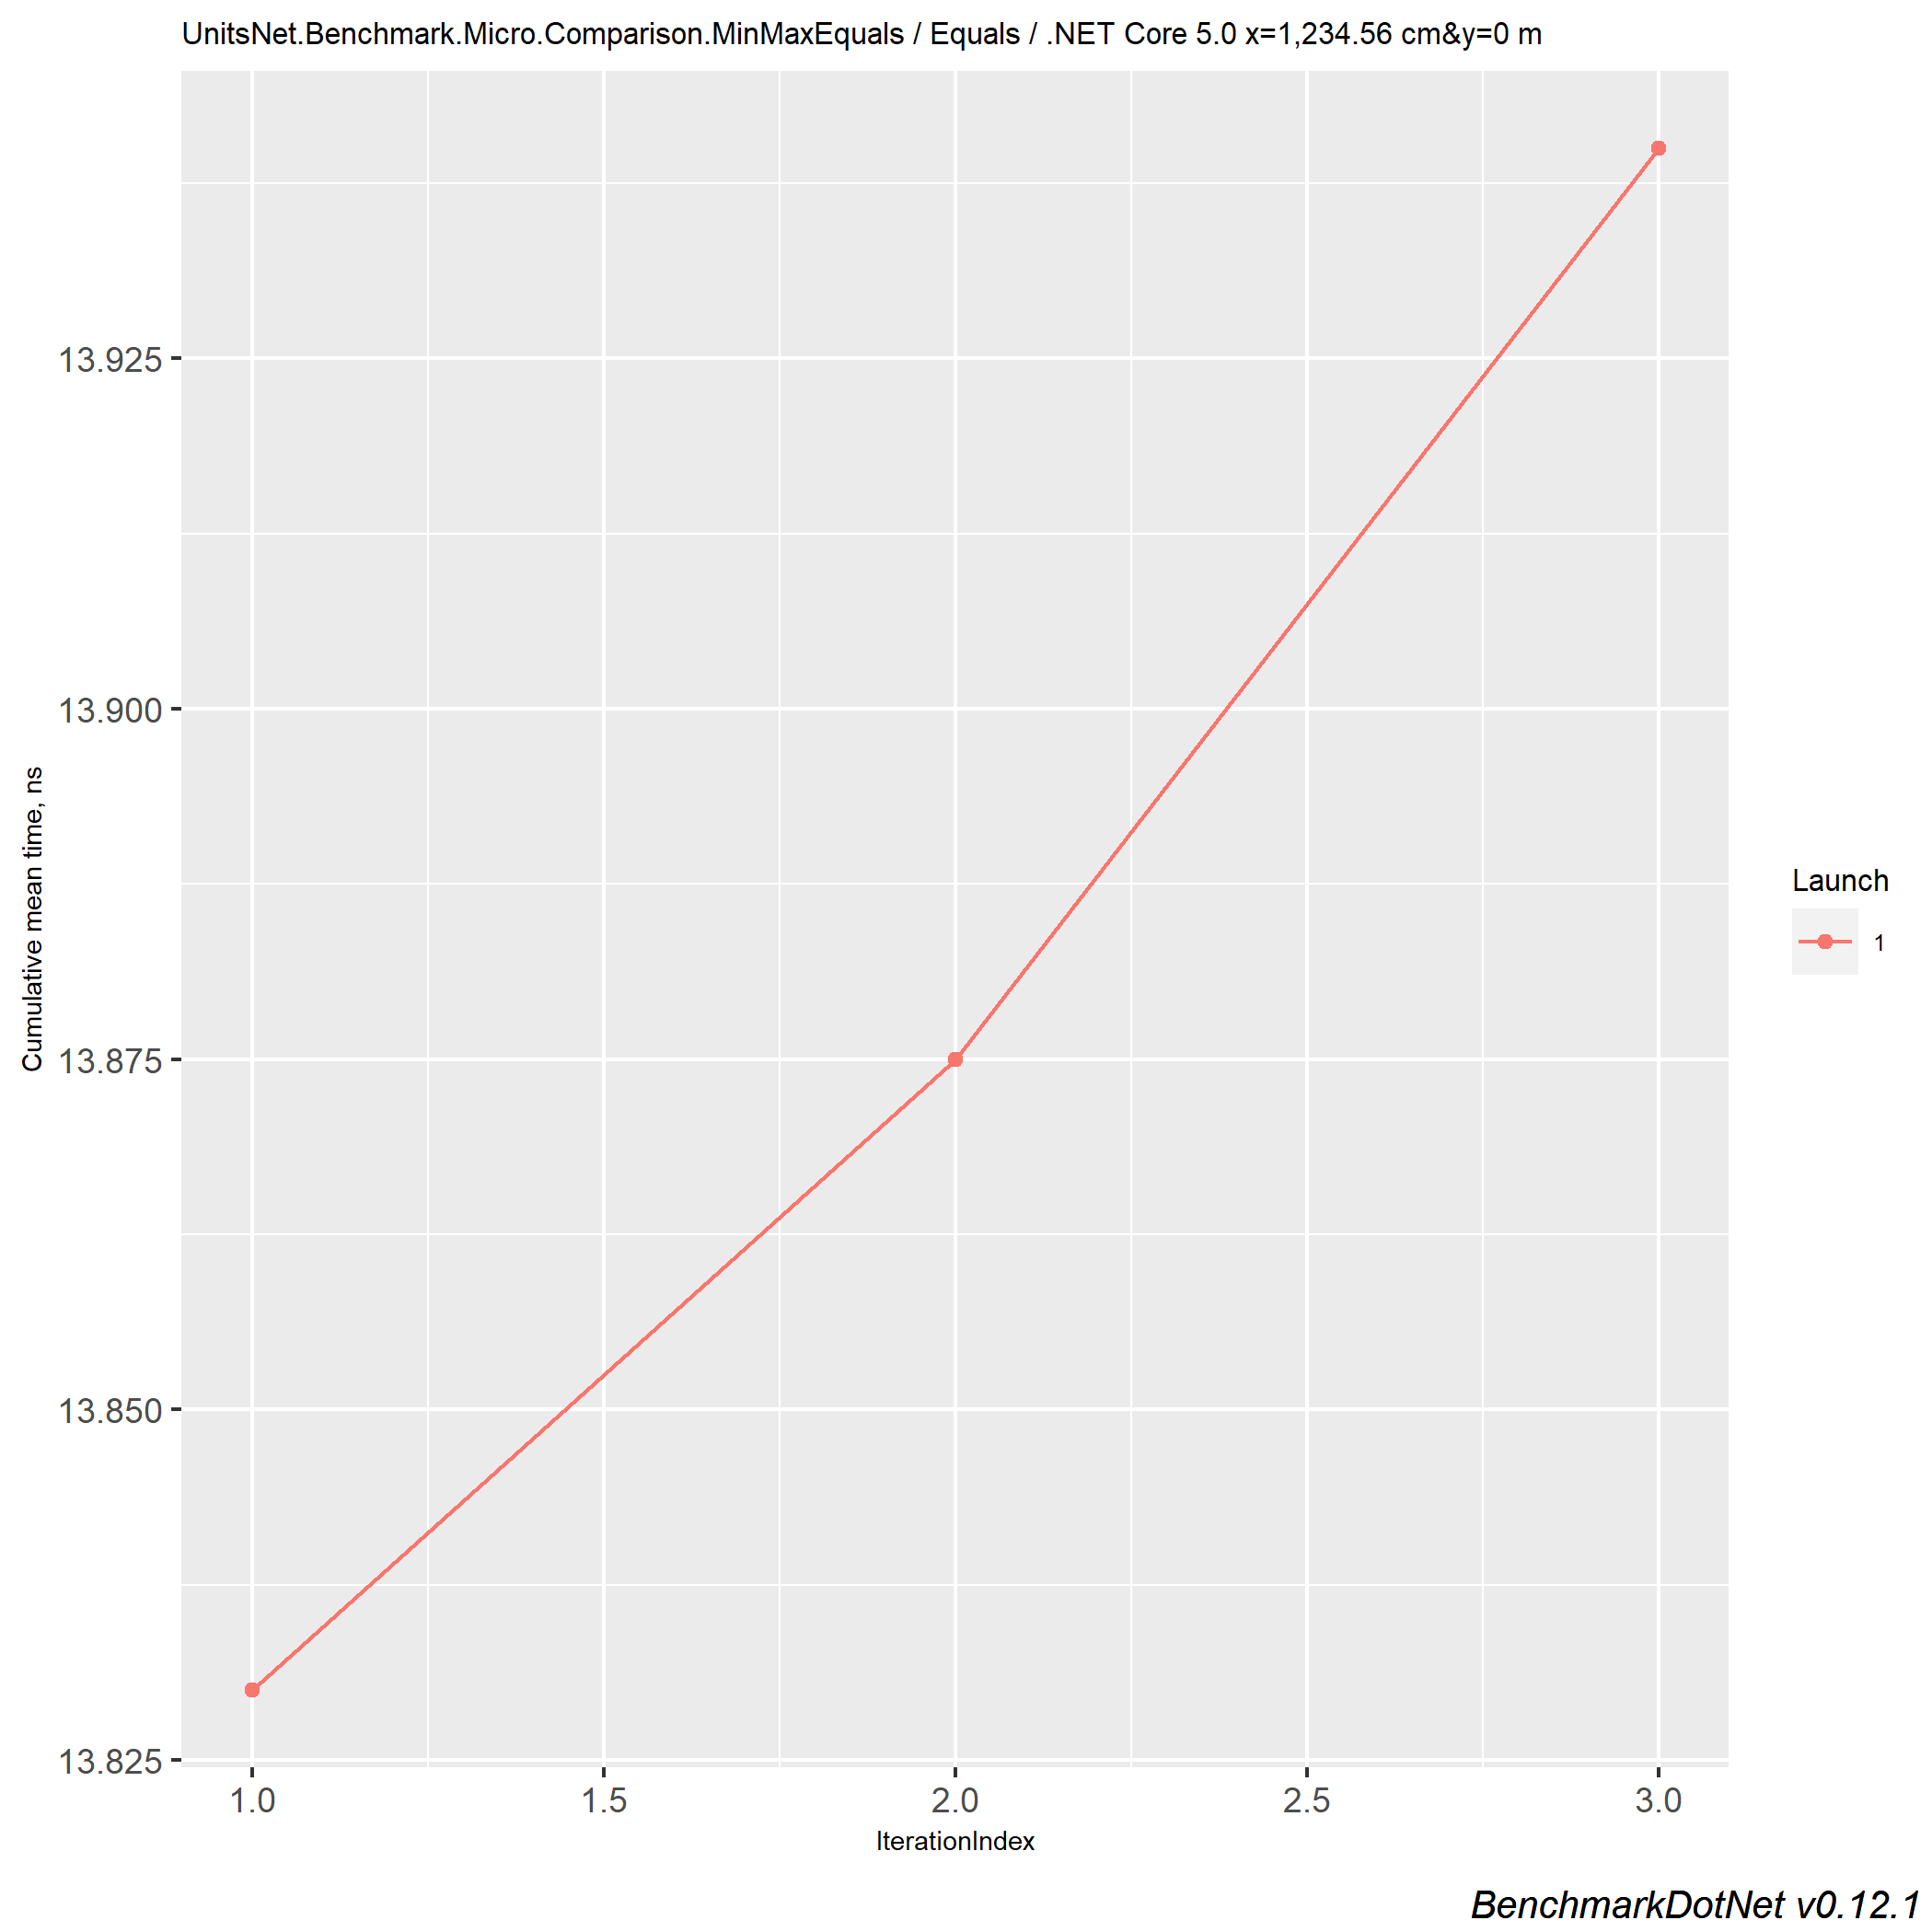 UnitsNet.Benchmark.Micro.Comparison.MinMaxEquals / Equals / .NET Core 5.0 x=1,234.56 cm&y=0 m
Cumulative mean time, ns
13.925
13.900
13.875
13.850
13.825
1.0 1.5 2.0 2.5 3.0
IterationIndex
Launch
1
BenchmarkDotNet v0.12.1